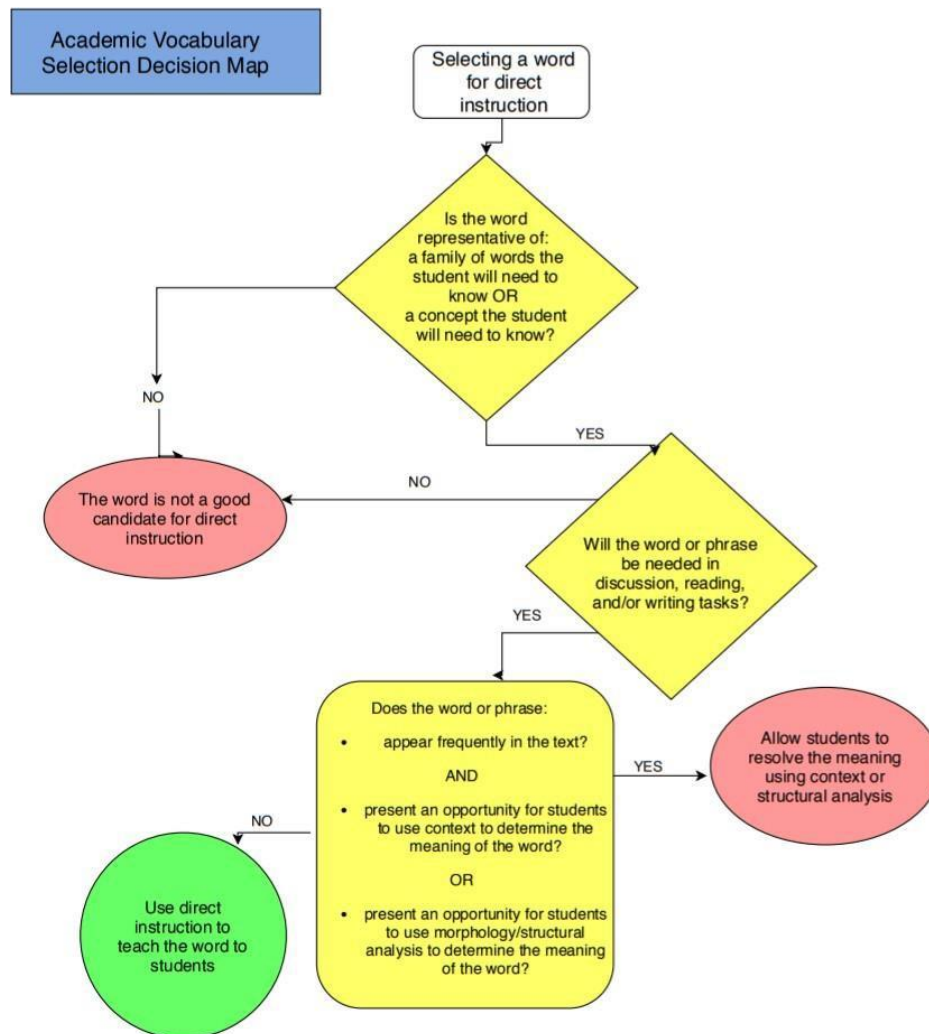 Academic Vocabulary
Selection Decision Map
Selecting a word
for direct
instruction
Is the word
representative of:
a family of words the
student will need to
know OR
a concept the student
will need to know?
NO
YES
NO
The word is not a good
candidate for direct
instruction
Will the word or phrase
be needed in
discussion, reading,
and/or writing tasks?
YES
Does the word or phrase:
• appear frequently in the text?
AND
• present an opportunity for students
to use context to determine the
meaning of the word?
OR
• present an opportunity for students
to use morphology/structural
analysis to determine the meaning
of the word?
YES
Allow students to
resolve the meaning
using context or
structural analysis
NO
Use direct
instruction to
teach the word to
students